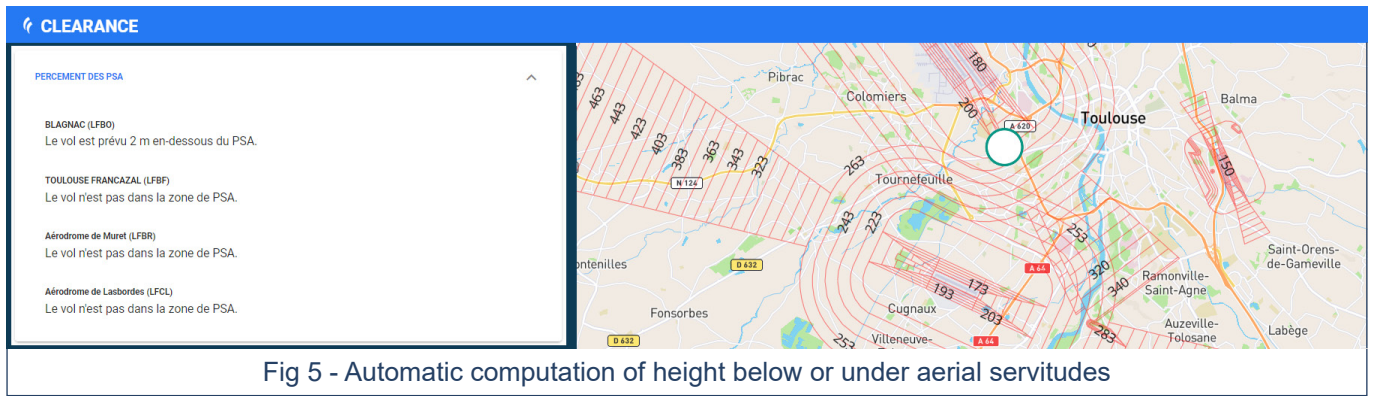 CLEARANCE
PERCEMENT DES PSA
BLAGNAC (LFBO)
Le vol est prévu 2 m en-dessous du PSA.
TOULOUSE FRANCAZAL (LFBF)
Le vol n'est pas dans la zone de PSA.
Aérodrome de Muret (LFBR)
Le vol n'est pas dans la zone de PSA.
Aérodrome de Lasbordes (LFCL)
Le vol n'est pas dans la zone de PSA.
180
Pibrac
463
443
423
403
383
363
343
323
Colomiers
200
A 620
Toulouse
Balma
150
N 124
263
Tournefeuille
243
223
253
Saint-Orens-
de-Gameville
D 632
A 64
320
340
Ramonville-
Saint-Agne
193
173
203
Fonsorbes
Cugnaux
283
Auzeville-
Tolosane
Labège
D 632
253
Villeneuve-
A 64
Fig 5 - Automatic computation of height below or under aerial servitudes